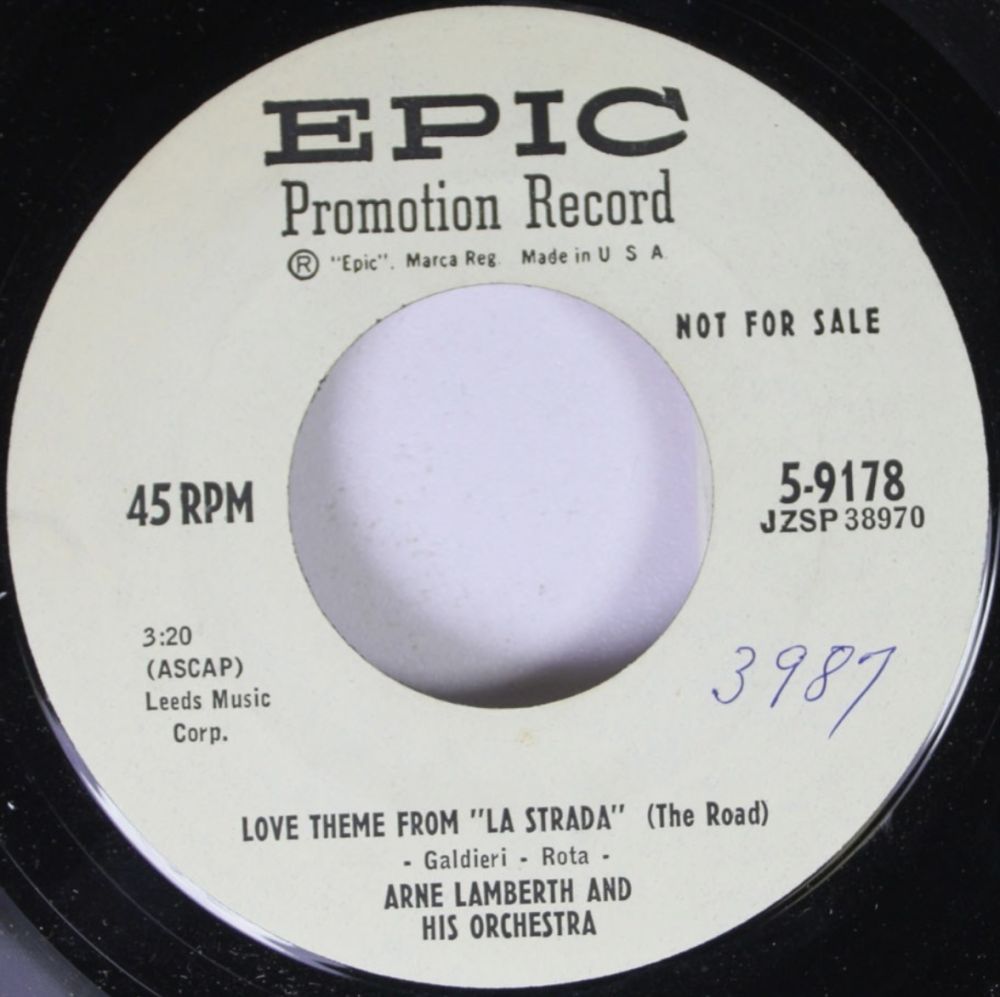 EPIC
Promotion Record
® "Epic". Marca Reg. Made in U S A
NOT FOR SALE
45 RPM
5-9178
JZSP 38970
3:20
(ASCAP)
Leeds Music
Corp.
3987
LOVE THEME FROM "LA STRADA" (The Road)
- Galdieri - Rota -
ARNE LAMBERTH AND
HIS ORCHESTRA